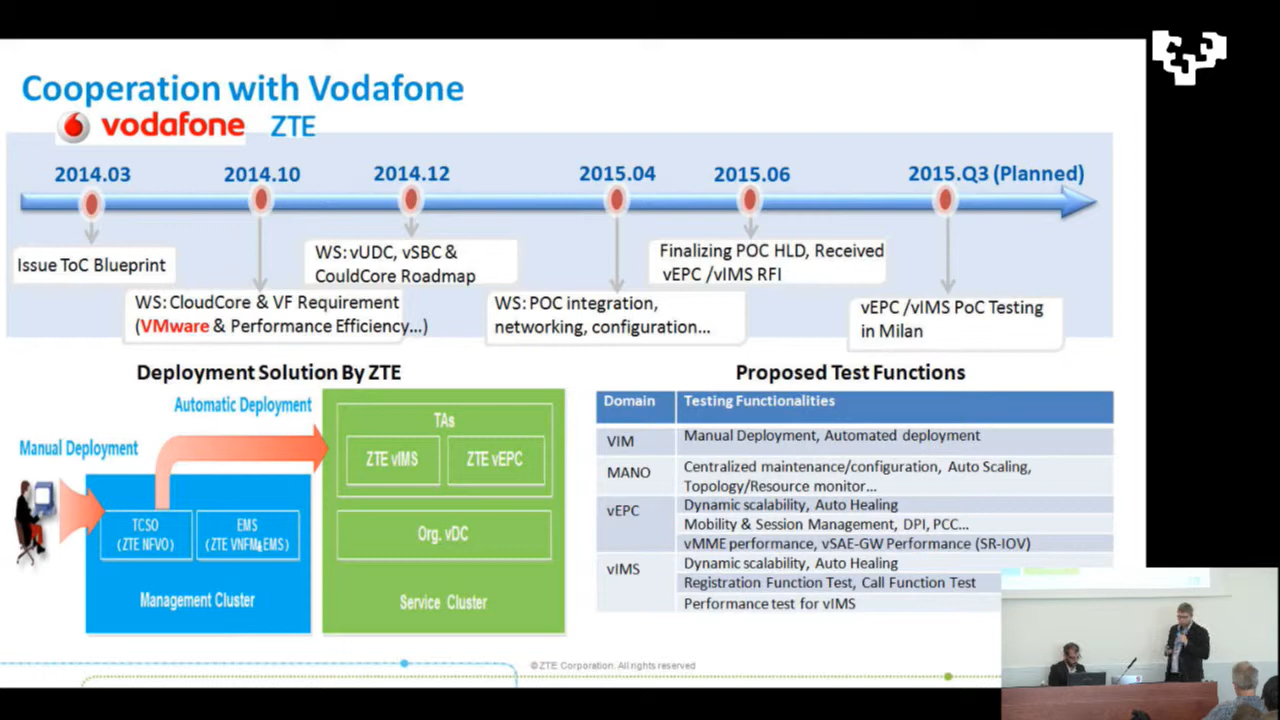 Cooperation with Vodafone
vodafone ZTE
2014.03
2014.10
2014.12
2015.04
2015.06
2015.Q3 (Planned)
Issue ToC Blueprint
WS: CloudCore & VF Requirement
(VMware & Performance Efficiency...)
WS: vUDC, vSBC &
CouldCore Roadmap
WS: POC integration,
networking, configuration...
Finalizing POC HLD, Received
vEPC /vIMS RFI
vEPC /vIMS PoC Testing
in Milan
Deployment Solution By ZTE
Automatic Deployment
Manual Deployment
TCSO
(ZTE NFVO)
EMS
(ZTE VNFM&EMS)
Management Cluster
TAs
ZTE vIMS
ZTE vEPC
Org. vDC
Service Cluster
Proposed Test Functions
Domain Testing Functionalities
VIM Manual Deployment, Automated deployment
MANO Centralized maintenance/configuration, Auto Scaling,
Topology/Resource monitor...
vEPC Dynamic scalability, Auto Healing
Mobility & Session Management, DPI, PCC...
vMME performance, vSAE-GW Performance (SR-IOV)
vIMS Dynamic scalability, Auto Healing
Registration Function Test, Call Function Test
Performance test for vIMS
© ZTE Corporation. All rights reserved